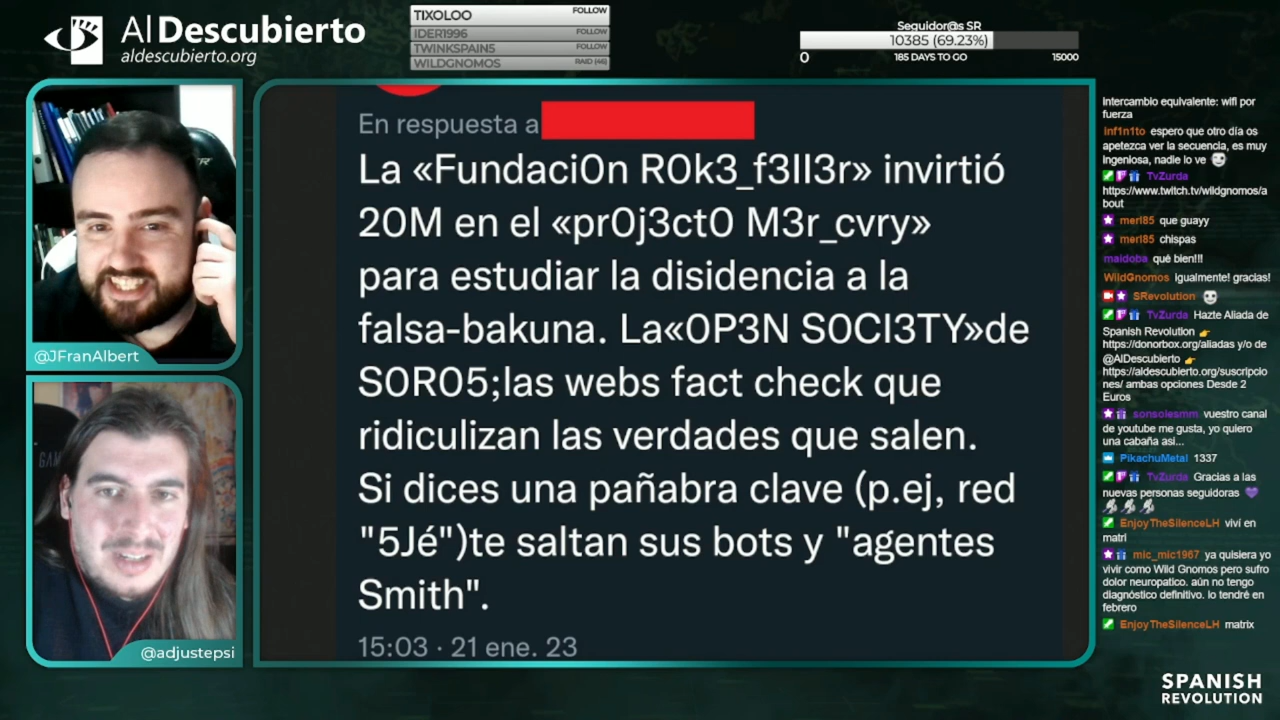 Al Descubierto
aldescubierto.org
TIXOLOO FOLLOW
IDER1996 FOLLOW
TWINKSPAIN5 FOLLOW
WILDGNOMOS RAID (46)
Seguidor@s SR
10385 (69.23%)
0 185 DAYS TO GO 15000
@JFranAlbert
@adjustepsi
En respuesta a
La «Fundaci0n R0k3_f3ll3r» invirtió
20M en el «pr0j3ct0 M3r_cvry»
para estudiar la disidencia a la
falsa-bakuna. La«0P3N S0CI3TY»de
S0R05;las webs fact check que
ridiculizan las verdades que salen.
Si dices una pañabra clave (p.ej, red
"5Jé")te saltan sus bots y "agentes
Smith".
15:03 · 21 ene. 23
Intercambio equivalente: wifi por
fuerza
inf1n1to espero que otro día os
apetezca ver la secuencia, es muy
ingeniosa, nadie lo ve
TvZurda
https://www.twitch.tv/wildgnomos/a
bout
merl85 que guayy
merl85 chispas
maidoba qué bien!!!
WildGnomos Igualmente! gracias!
SRevolution
TvZurda Hazte Aliada de
Spanish Revolution
https://donorbox.org/aliadas y/o de
@AlDescubierto
https://aldescubierto.org/suscripcio
nes/ ambas opciones Desde 2
Euros
sonsolesmm vuestro canal
de youtube me gusta, yo quiero
una cabaña asi...
PikachuMetal 1337
TvZurda Gracias a las
nuevas personas seguidoras
EnjoyTheSilenceLH viví en
matri
mic_mic1967 ya quisiera yo
vivir como Wild Gnomos pero sufro
dolor neuropatico. aún no tengo
diagnóstico definitivo. lo tendré en
febrero
EnjoyTheSilenceLH matrix
SPANISH
REVOLUTION